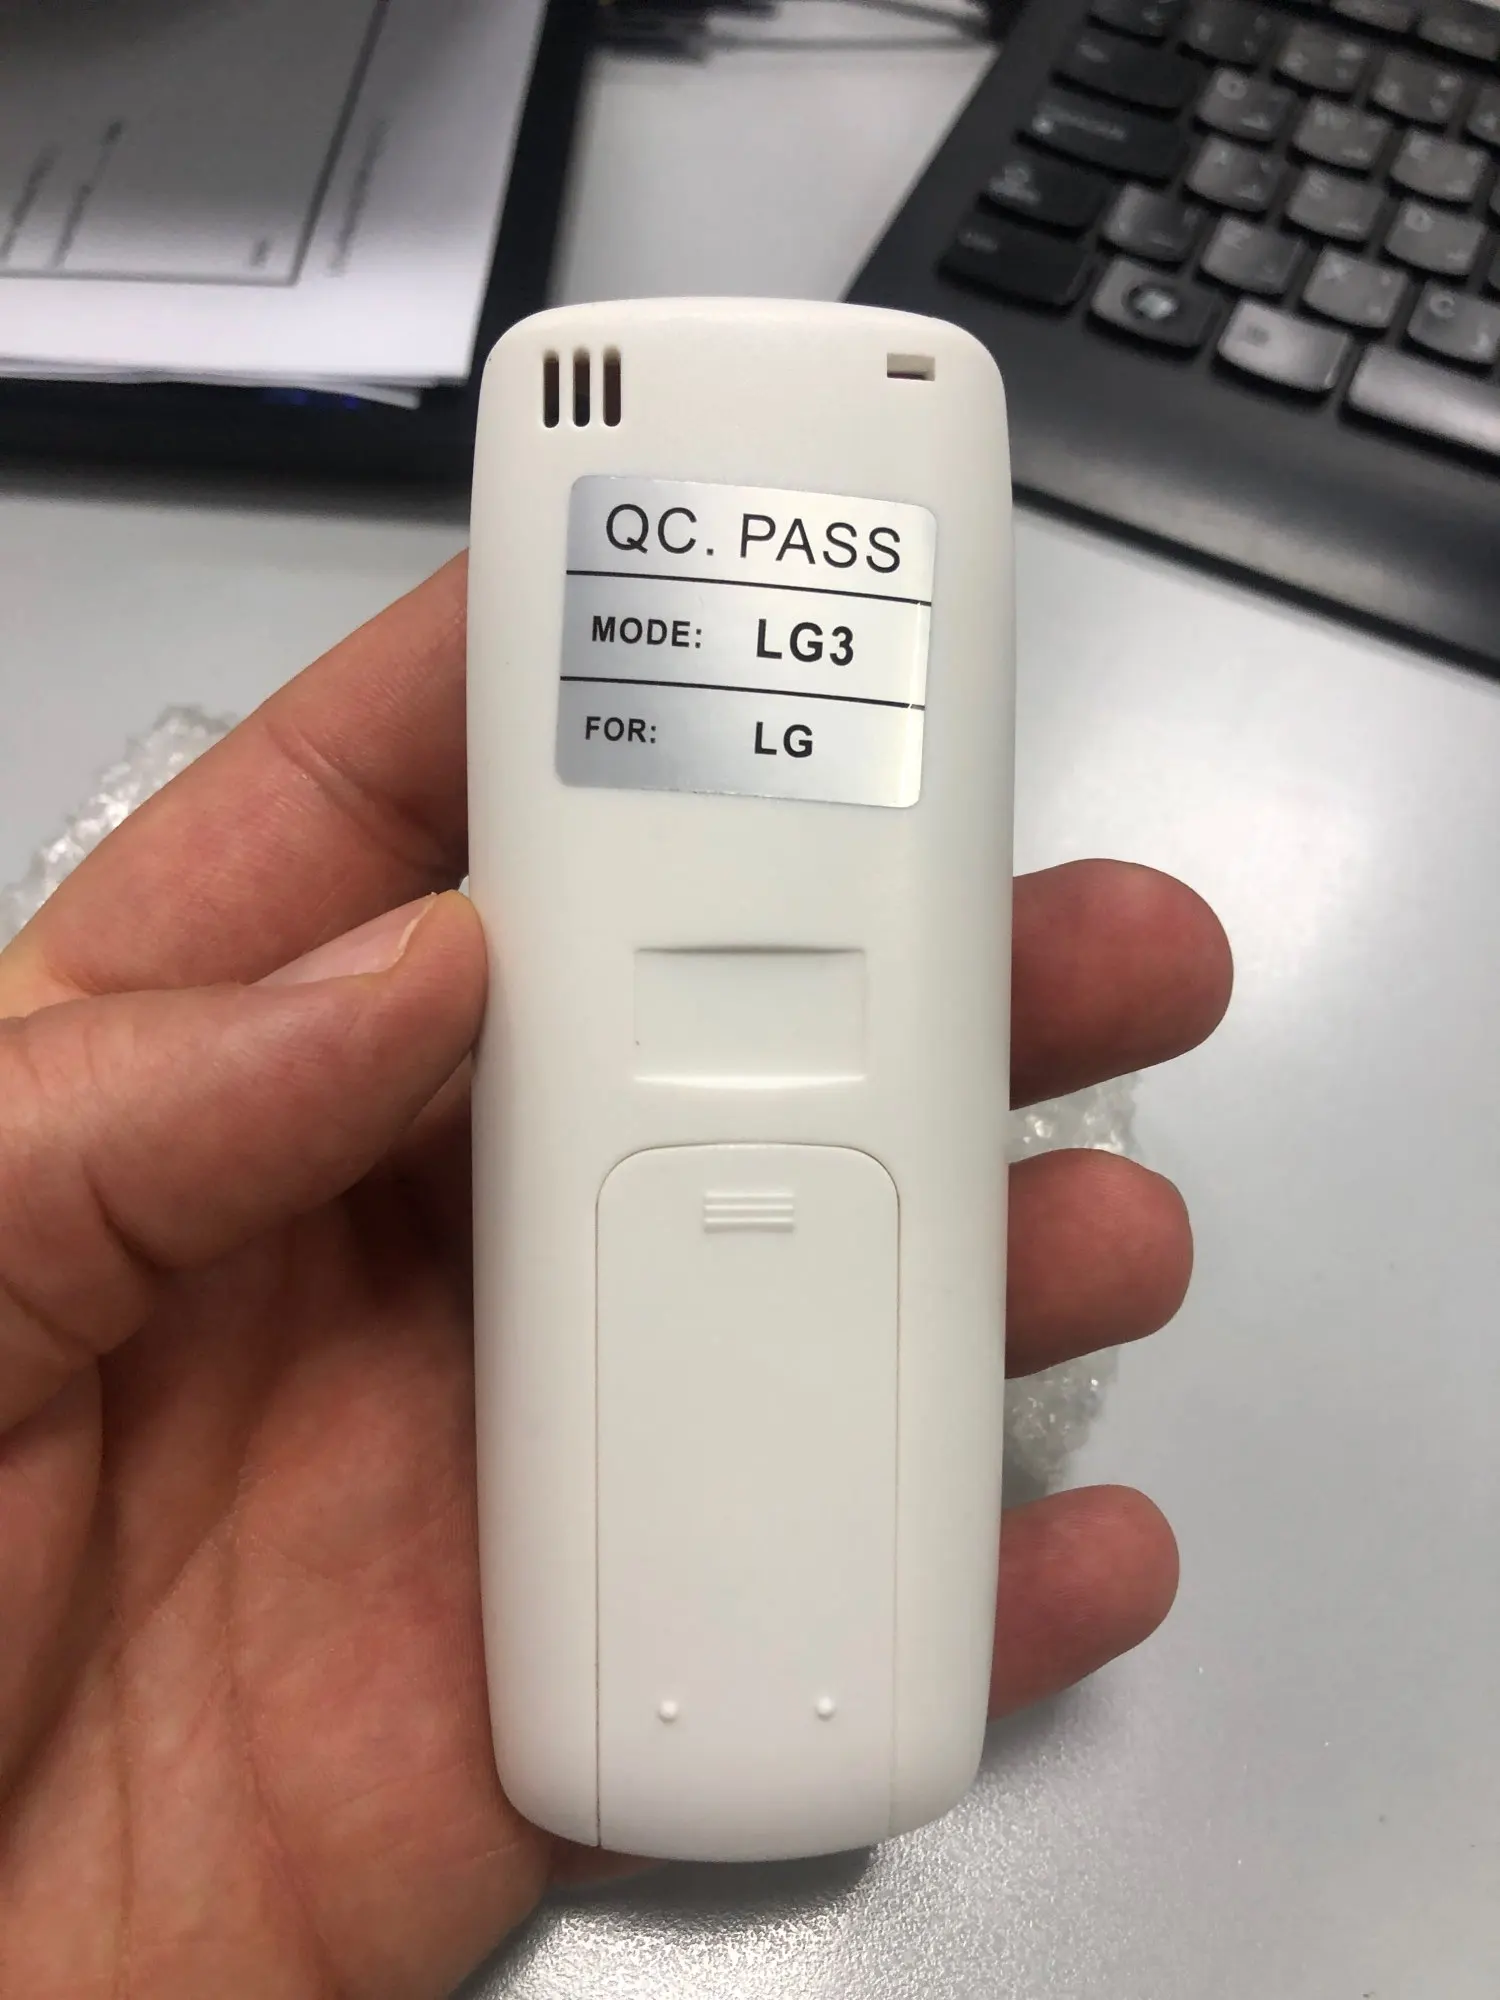 QC. PASS
MODE: LG3
FOR: LG